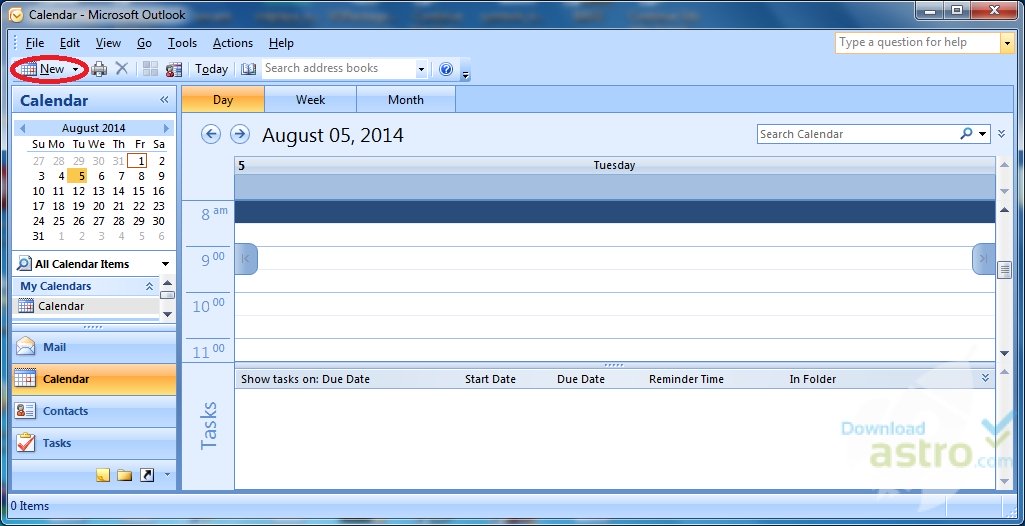 Calendar - Microsoft Outlook
File Edit View Go Tools Actions Help
Type a question for help
New Today Search address books
Calendar «
Day Week Month
August 2014
Su Mo Tu We Th Fr Sa
27 28 29 30 31 1 2
3 4 5 6 7 8 9
10 11 12 13 14 15 16
17 18 19 20 21 22 23
24 25 26 27 28 29 30
31 1 2 3 4 5 6
All Calendar Items
My Calendars
Calendar
Mail
Calendar
Contacts
Tasks
August 05, 2014
Search Calendar
5 Tuesday
8 am
9 00
10 00
11 00
Tasks
Show tasks on: Due Date Start Date Due Date Reminder Time In Folder
Download
astro.com
0 Items